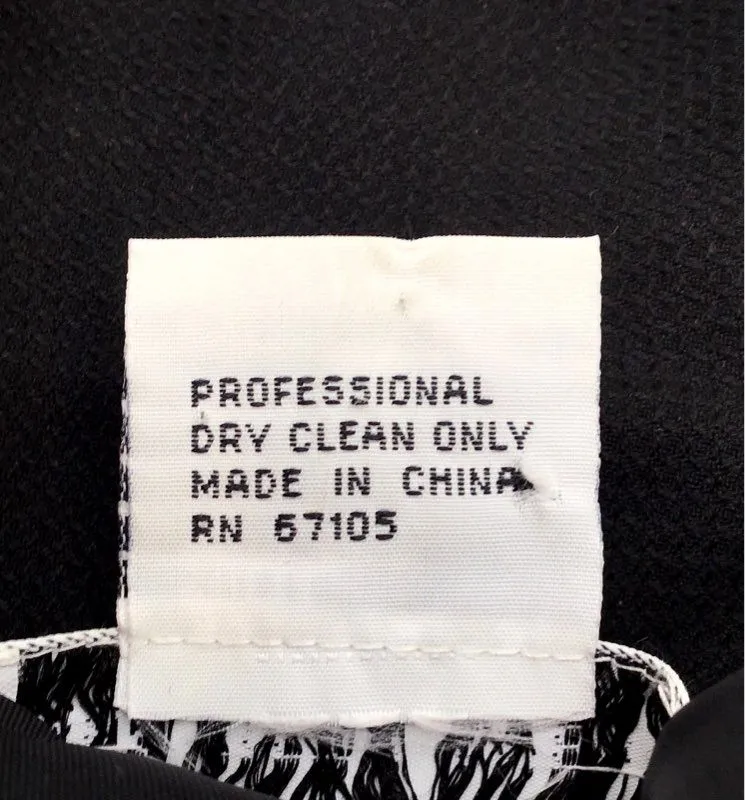 PROFESSIONAL
DRY CLEAN ONLY
MADE IN CHINA
RN 67105